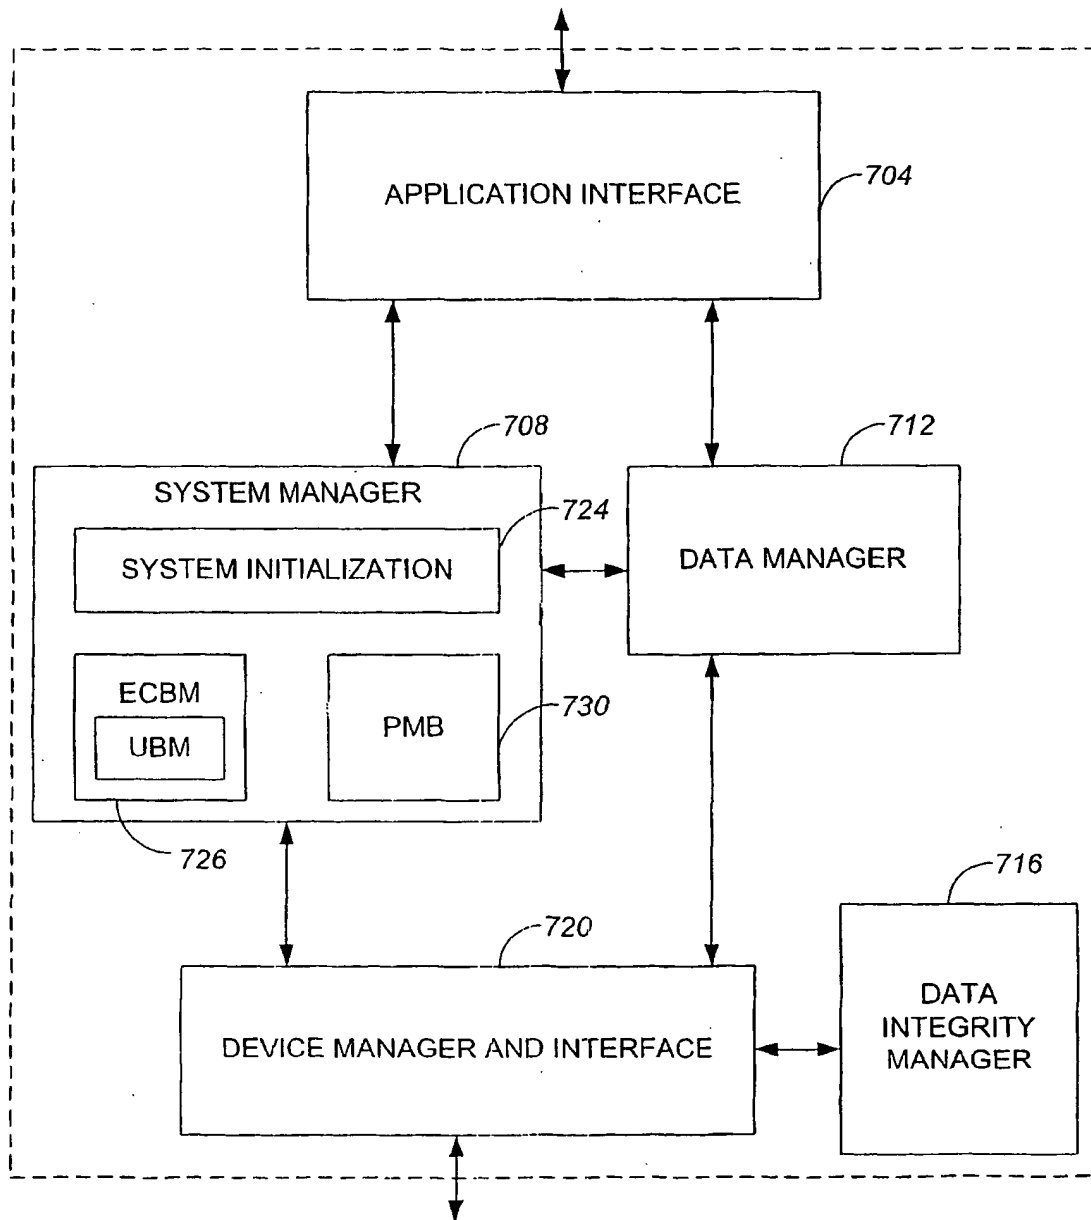 APPLICATION INTERFACE
704
708
712
SYSTEM MANAGER
724
SYSTEM INITIALIZATION
DATA MANAGER
ECBM
UBM
PMB
730
726
716
720
DEVICE MANAGER AND INTERFACE
DATA
INTEGRITY
MANAGER